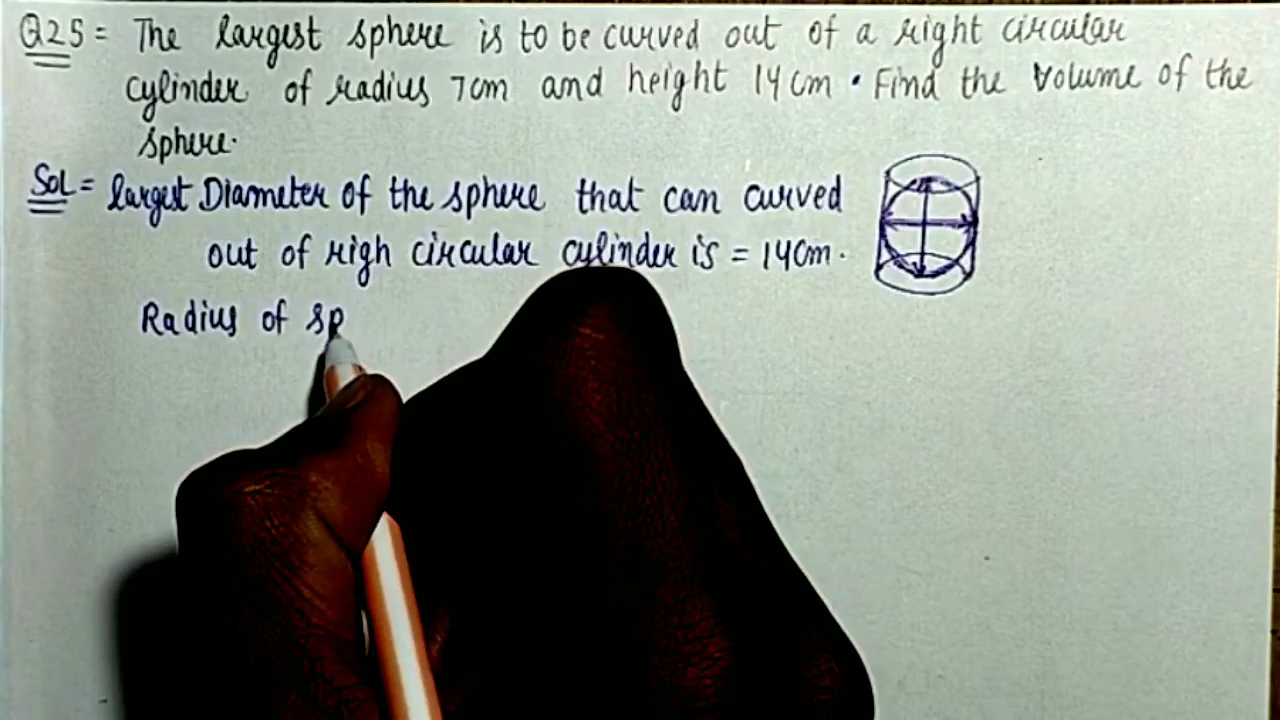 Q25 = The largest sphere is to be curved out of a right circular
cylinder of radius 7cm and height 14cm. Find the volume of the
sphere.
Sol = largest Diameter of the sphere that can curved
out of righ circular cylinder is = 14cm.
Radius of sp